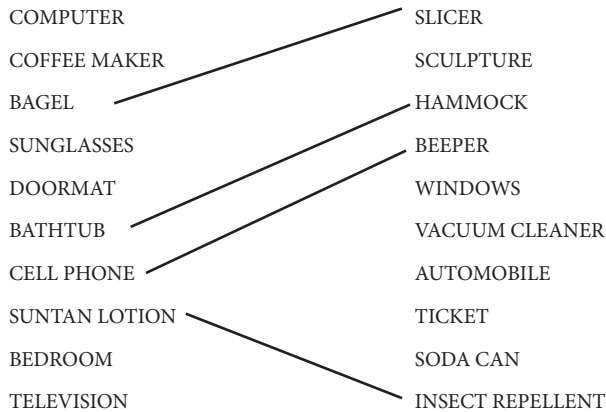 COMPUTER SLICER
COFFEE MAKER SCULPTURE
BAGEL HAMMOCK
SUNGLASSES BEEPER
DOORMAT WINDOWS
BATHTUB VACUUM CLEANER
CELL PHONE AUTOMOBILE
SUNTAN LOTION TICKET
BEDROOM SODA CAN
TELEVISION INSECT REPELLENT